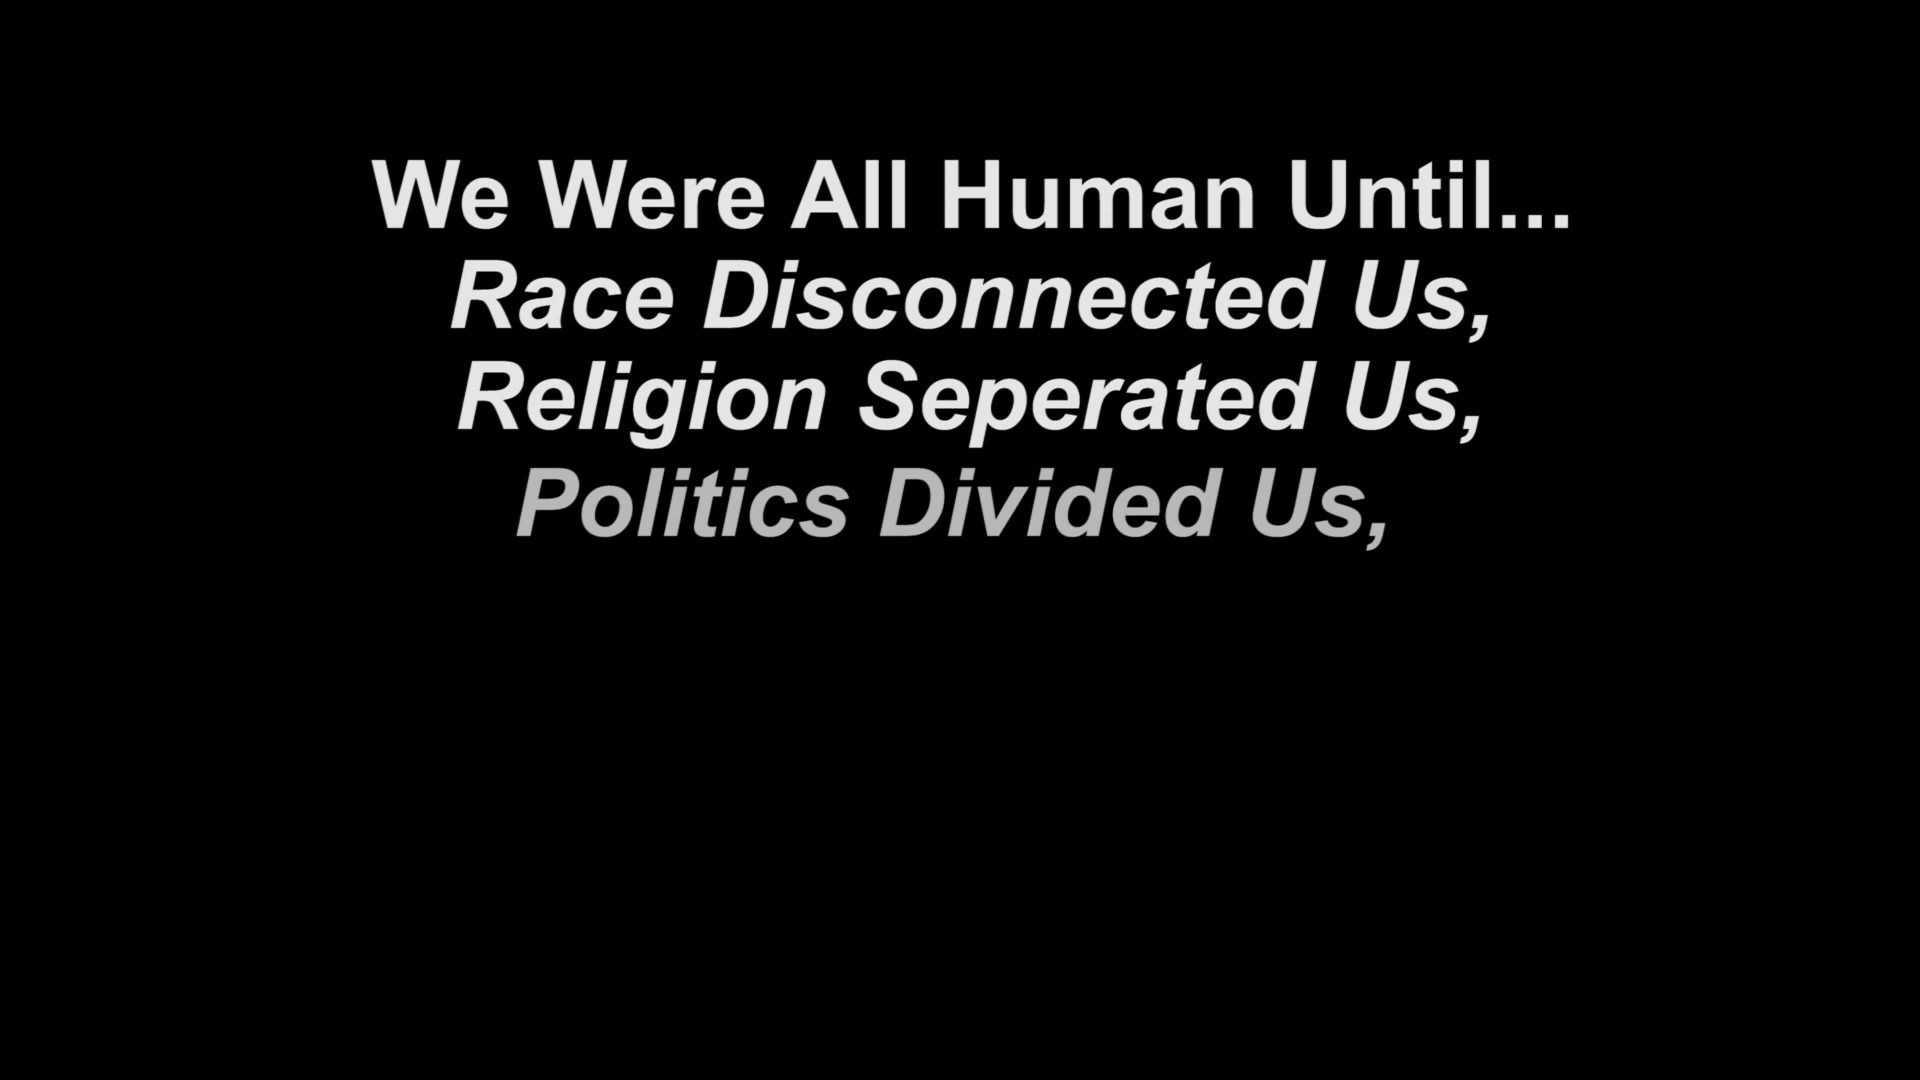 We Were All Human Until...
Race Disconnected Us,
Religion Seperated Us,
Politics Divided Us,